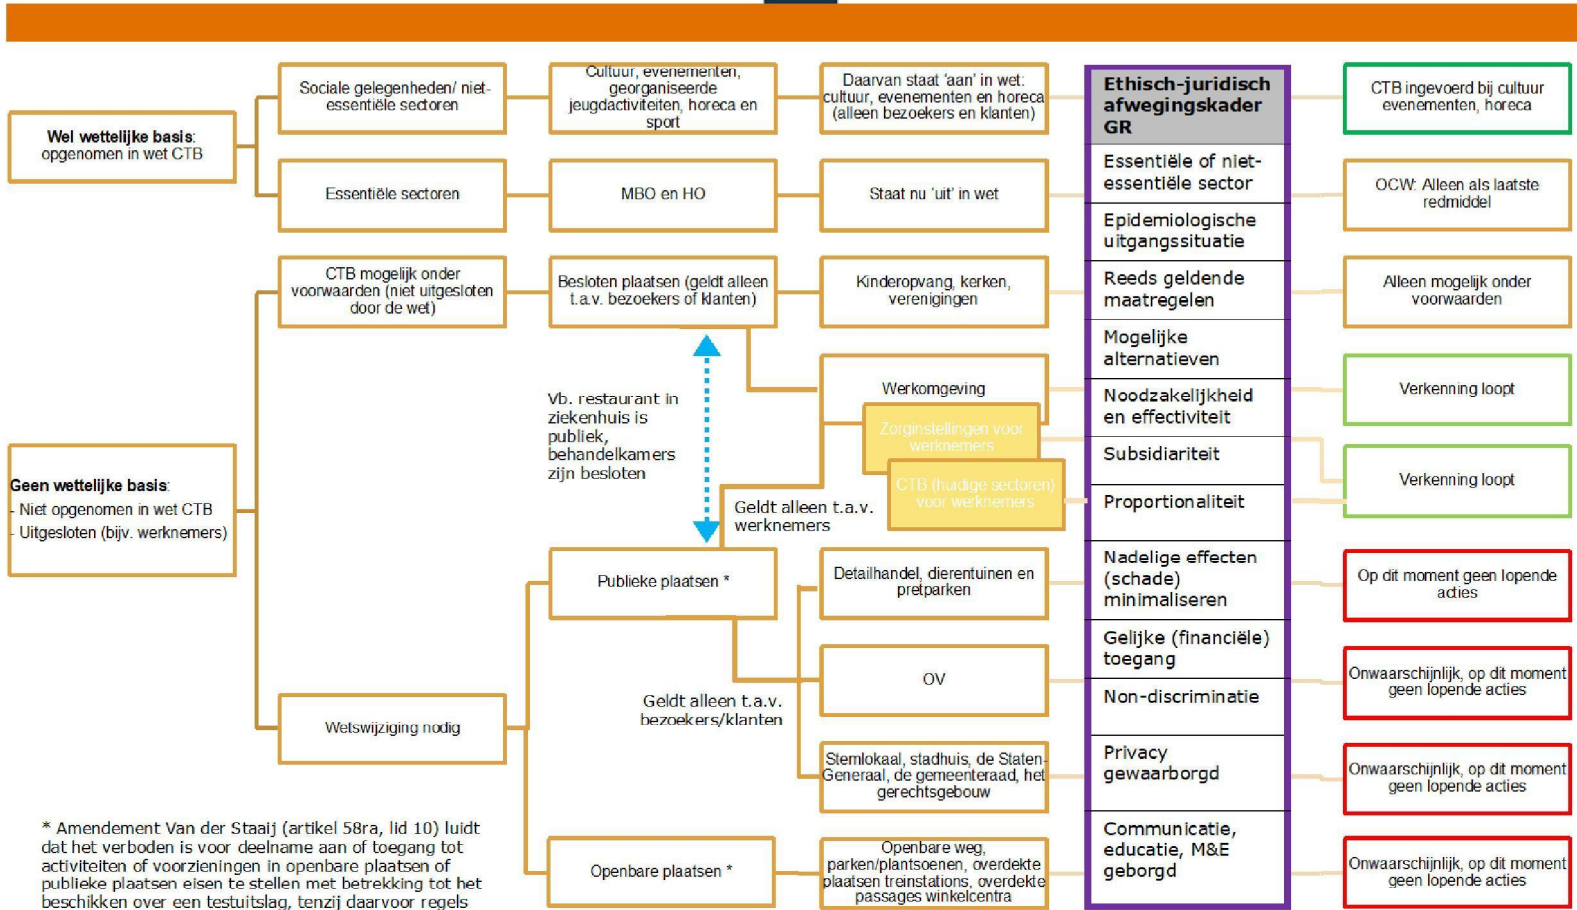 Wel wettelijke basis:
opgenomen in wet CTB
Sociale gelegenheden/ niet-
essentiële sectoren
Cultuur, evenementen,
georganiseerde
jeugdactiviteiten, horeca en
sport
Daarvan staat 'aan' in wet:
cultuur, evenementen en horeca
(alleen bezoekers en klanten)
CTB ingevoerd bij cultuur
evenementen, horeca
Essentiële sectoren
MBO en HO
Staat nu 'uit' in wet
OCW: Alleen als laatste
redmiddel
Geen wettelijke basis:
- Niet opgenomen in wet CTB
- Uitgesloten (bijv. werknemers)
CTB mogelijk onder
voorwaarden (niet uitgesloten
door de wet)
Besloten plaatsen (geldt alleen
t.a.v. bezoekers of klanten)
Kinderopvang, kerken,
verenigingen
Alleen mogelijk onder
voorwaarden
Vb. restaurant in
ziekenhuis is
publiek,
behandelkamers
zijn besloten
Werkomgeving
Verkenning loopt
Zorginstellingen voor
werknemers
CTB (huidige sectoren)
voor werknemers
Verkenning loopt
Geldt alleen t.a.v.
werknemers
Wetswijziging nodig
Publieke plaatsen *
Geldt alleen t.a.v.
bezoekers/klanten
Detailhandel, dierentuinen en
pretparken
Op dit moment geen lopende
acties
OV
Onwaarschijnlijk, op dit moment
geen lopende acties
Stemlokaal, stadhuis, de Staten-
Generaal, de gemeenteraad, het
gerechtsgebouw
Onwaarschijnlijk, op dit moment
geen lopende acties
Openbare plaatsen *
Openbare weg,
parken/plantsoenen, overdekte
plaatsen treinstations, overdekte
passages winkelcentra
Onwaarschijnlijk, op dit moment
geen lopende acties
Ethisch-juridisch
afwegingskader
GR
Essentiële of niet-
essentiële sector
Epidemiologische
uitgangssituatie
Reeds geldende
maatregelen
Mogelijke
alternatieven
Noodzakelijkheid
en effectiviteit
Subsidiariteit
Proportionaliteit
Nadelige effecten
(schade)
minimaliseren
Gelijke (financiële)
toegang
Non-discriminatie
Privacy
gewaarborgd
Communicatie,
educatie, M&E
geborgd
* Amendement Van der Staaij (artikel 58ra, lid 10) luidt
dat het verboden is voor deelname aan of toegang tot
activiteiten of voorzieningen in openbare plaatsen of
publieke plaatsen eisen te stellen met betrekking tot het
beschikken over een testuitslag, tenzij daarvoor regels